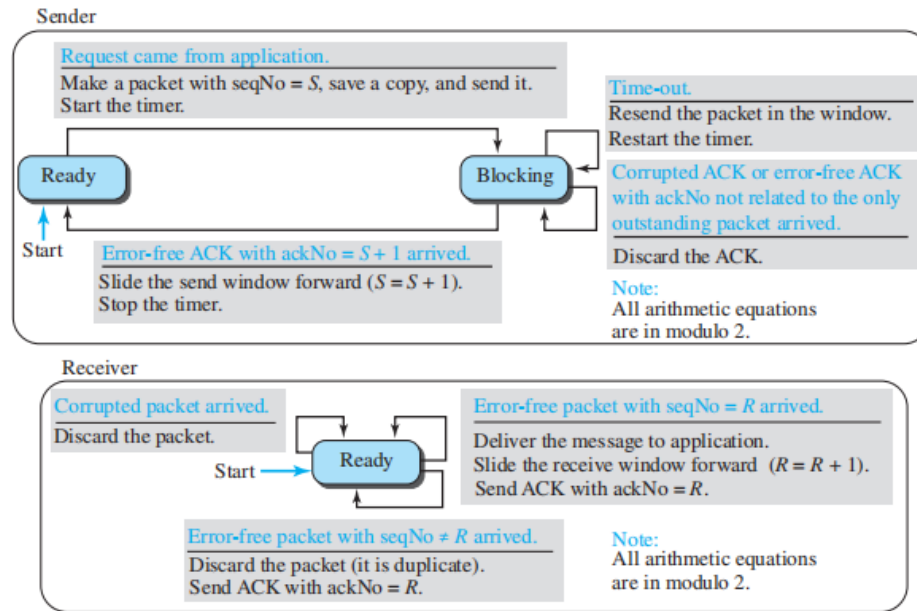 Sender
Request came from application.
Make a packet with seqNo = S, save a copy, and send it.
Start the timer.
Time-out.
Resend the packet in the window.
Restart the timer.
Ready
Blocking
Corrupted ACK or error-free ACK
with ackNo not related to the only
outstanding packet arrived.
Discard the ACK.
Start
Error-free ACK with ackNo = S + 1 arrived.
Slide the send window forward (S = S + 1).
Stop the timer.
Note:
All arithmetic equations
are in modulo 2.
Receiver
Corrupted packet arrived.
Discard the packet.
Error-free packet with seqNo = R arrived.
Deliver the message to application.
Slide the receive window forward (R = R + 1).
Send ACK with ackNo = R.
Start
Ready
Error-free packet with seqNo ≠ R arrived.
Discard the packet (it is duplicate).
Send ACK with ackNo = R.
Note:
All arithmetic equations
are in modulo 2.